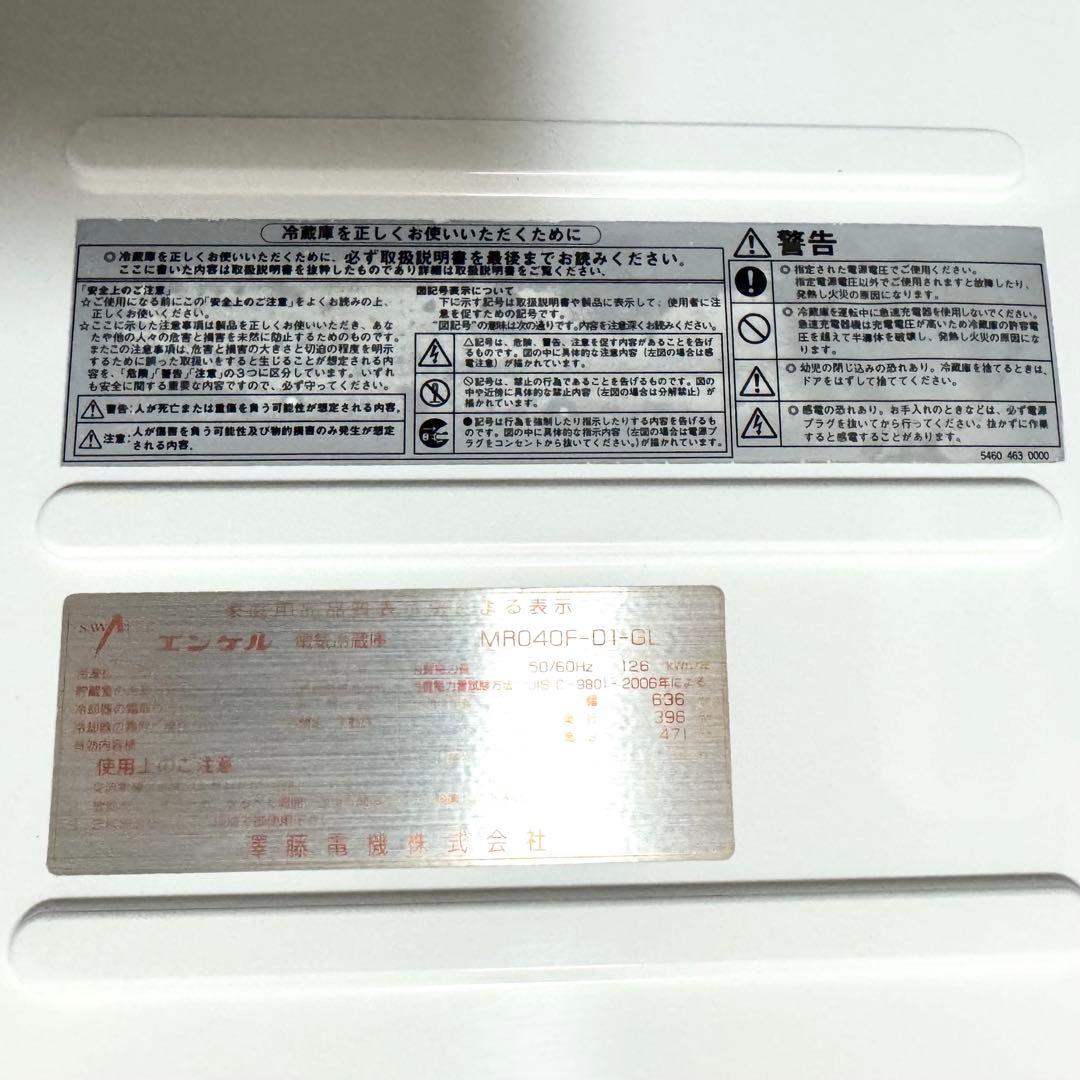 冷蔵庫を正しくお使いいただくために
◎冷蔵庫を正しくお使いいただくために、必ず取扱説明書を最後までお読みください。
ここに書いた内容は取扱説明書を抜粋したものであり詳細は取扱説明書をご覧ください。
「安全上のご注意」
☆ご使用になる前にこの「安全上のご注意」をよくお読みの上、
正しくお使いください。
☆ここに示した注意事項は製品を正しくお使いいただき、あな
たや他の人々の危害と損害を未然に防止するためのものです。
またこの注意事項は、危害と損害の大きさと切迫の程度を明示
するために誤った取扱いをすると生じることが想定される内
容を、「危険」「警告」「注意」の3つに区分しています。いずれ
も安全に関する重要な内容ですので、必ず守ってください。
警告：人が死亡または重傷を負う可能性が想定される内容。
注意：人が傷害を負う可能性及び物的損害のみ発生が想定
される内容。
図記号表示について
下に示す記号は取扱説明書や製品に表示して、使用者に注
意を促すための記号です。
"図記号"の意味は次の通りです。内容を注意深くお読みください。
△記号は、危険、警告、注意を促す内容があることを告げ
るものです。図の中に具体的な注意内容（左図の場合は感
電注意）が描かれています。
記号は、禁止の行為であることを告げるものです。図の
中や近傍に具体的な禁止内容（左図の場合は分解禁止）が
描かれています。
●記号は行為を強制したり指示したりする内容を告げるも
のです。図の中に具体的な指示内容（左図の場合は電源プ
ラグをコンセントから抜いてください。）が描かれています。
警告
◎指定された電源電圧でご使用ください。
指定電源電圧以外でご使用されますと故障したり、
発熱し火災の原因になります。
◎冷蔵庫を運転中に急速充電器を使用しないでください。
急速充電器機は充電電圧が高いため冷蔵庫の許容電
圧を越えて半導体を破壊し、発熱し火災の原因にな
ります。
◎幼児の閉じ込みの恐れあり。冷蔵庫を捨てるときは、
ドアをはずし捨ててください。
◎感電の恐れあり。お手入れのときなどは、必ず電源
プラグを抜いてから行ってください。抜かずに作業
すると感電することがあります。
5460 463 0000
家庭用品品質表示法による表示
エンゲル 電気冷蔵庫 MR040F-D1-GL
50/60Hz 126 kWh/年
JIS C 9801-2006年による
幅 636
奥行 396
高さ 471
有効内容積
使用上のご注意
澤藤電機株式会社